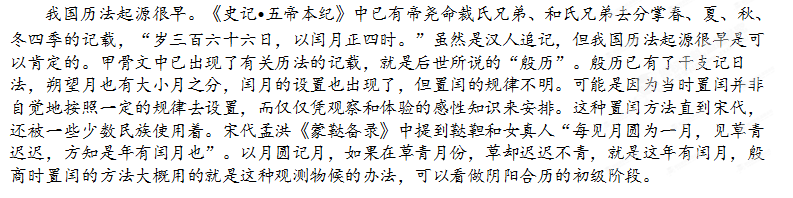 我国历法起源很早。《史记•五帝本纪》中已有帝尧命裁氏兄弟、和氏兄弟去分掌春、夏、秋、
冬四季的记载，“岁三百六十六日，以闰月正四时。”虽然是汉人追记，但我国历法起源很早是可
以肯定的。甲骨文中已出现了有关历法的记载，就是后世所说的“殷历”。殷历已有了干支记日
法，朔望月也有大小月之分，闰月的设置也出现了，但置闰的规律不明。可能是因为当时置闰并非
自觉地按照一定的规律去设置，而仅仅凭观察和体验的感性知识来安排。这种置闰方法直到宋代，
还被一些少数民族使用着。宋代孟洪《蒙鞑备录》中提到鞑靼和女真人“每见月圆为一月，见草青
迟迟，方知是年有闰月也”。以月圆记月，如果在草青月份，草却迟迟不青，就是这年有闰月，殷
商时置闰的方法大概用的就是这种观测物候的办法，可以看做阴阳合历的初级阶段。